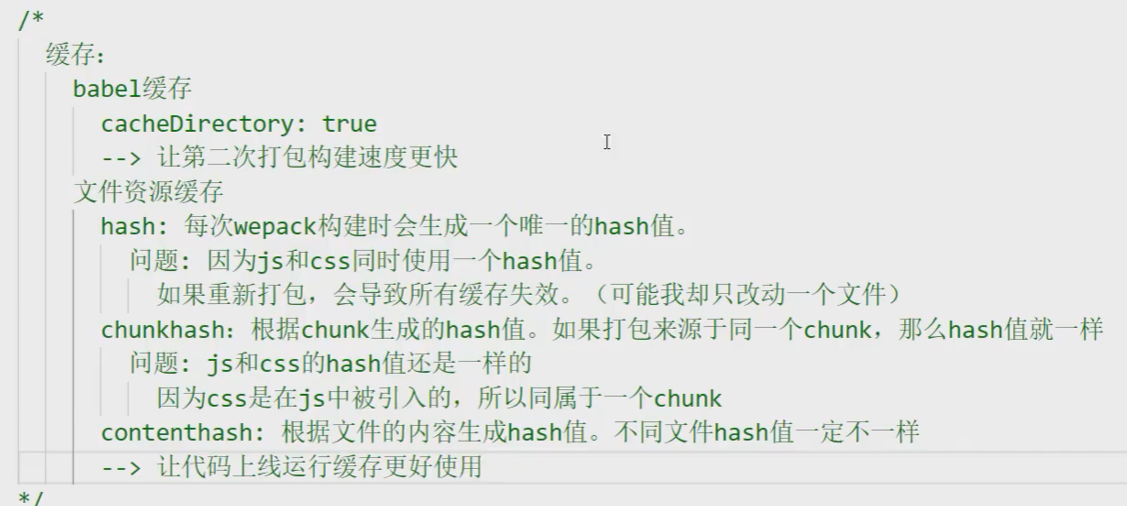 /*
缓存:
babel缓存
cacheDirectory: true
--> 让第二次打包构建速度更快
文件资源缓存
hash: 每次wepack构建时会生成一个唯一的hash值。
问题: 因为js和css同时使用一个hash值。
如果重新打包，会导致所有缓存失效。（可能我却只改动一个文件）
chunkhash: 根据chunk生成的hash值。如果打包来源于同一个chunk，那么hash值就一样
问题: js和css的hash值还是一样的
因为css是在js中被引入的，所以同属于一个chunk
contenthash: 根据文件的内容生成hash值。不同文件hash值一定不一样
--> 让代码上线运行缓存更好使用
*/